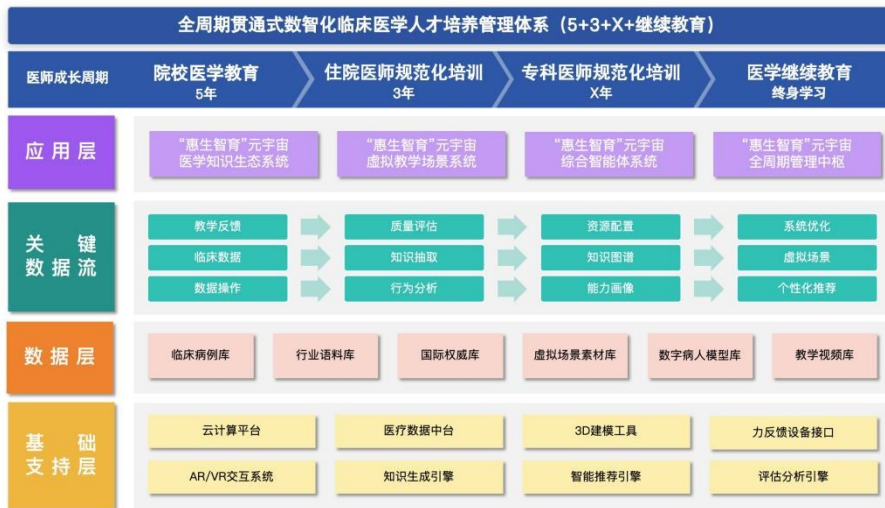 全周期贯通式数智化临床医学人才培养管理体系（5+3+X+继续教育）
医师成长周期
院校医学教育
5年
住院医师规范化培训
3年
专科医师规范化培训
X年
医学继续教育
终身学习
应用层
“惠生智育”元宇宙
医学知识生态系统
“惠生智育”元宇宙
虚拟教学场景系统
“惠生智育”元宇宙
综合智能体系统
“惠生智育”元宇宙
全周期管理中枢
关键
数据流
教学反馈
质量评估
资源配置
系统优化
临床数据
知识抽取
知识图谱
虚拟场景
数据操作
行为分析
能力画像
个性化推荐
数据层
临床病例库
行业语料库
国际权威库
虚拟场景素材库
数字病人模型库
教学视频库
基础
支持层
云计算平台
医疗数据中台
3D建模工具
力反馈设备接口
AR/VR交互系统
知识生成引擎
智能推荐引擎
评估分析引擎